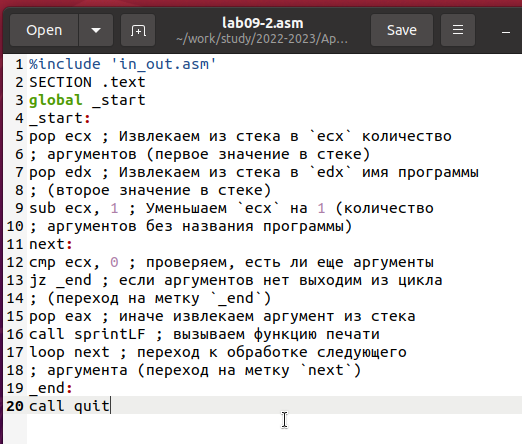 Open
lab09-2.asm
~/work/study/2022-2023/Ap...
Save
1 %include 'in_out.asm'
2 SECTION .text
3 global _start
4 _start:
5 pop ecx ; Извлекаем из стека в `ecx` количество
6 ; аргументов (первое значение в стеке)
7 pop edx ; Извлекаем из стека в `edx` имя программы
8 ; (второе значение в стеке)
9 sub ecx, 1 ; Уменьшаем `ecx` на 1 (количество
10 ; аргументов без названия программы)
11 next:
12 cmp ecx, 0 ; проверяем, есть ли еще аргументы
13 jz _end ; если аргументов нет выходим из цикла
14 ; (переход на метку `_end`)
15 pop eax ; иначе извлекаем аргумент из стека
16 call sprintLF ; вызываем функцию печати
17 loop next ; переход к обработке следующего
18 ; аргумента (переход на метку `next`)
19 _end:
20 call quit